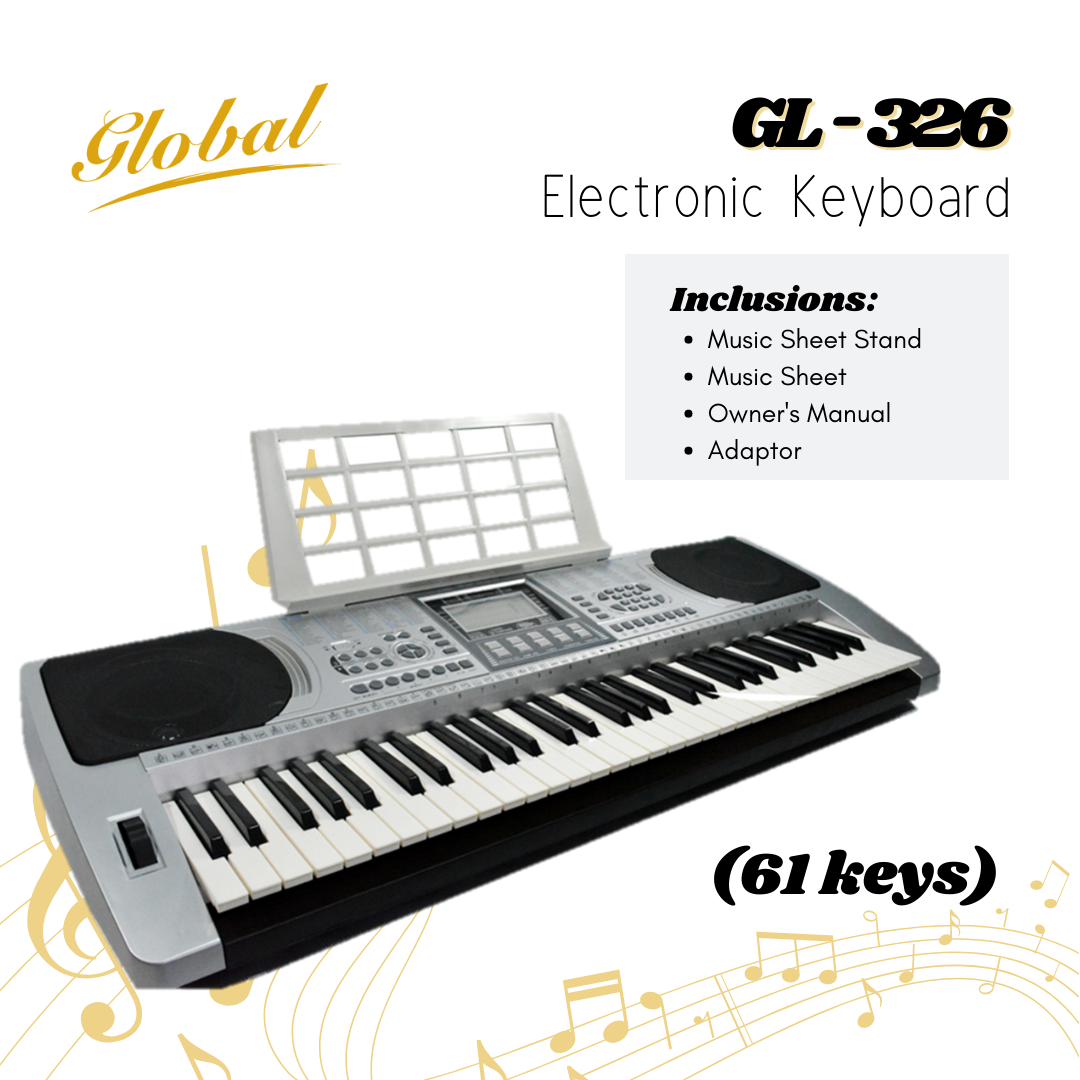 Global
GL - 326
Electronic Keyboard
Inclusions:
• Music Sheet Stand
• Music Sheet
• Owner's Manual
• Adaptor
(61 keys)